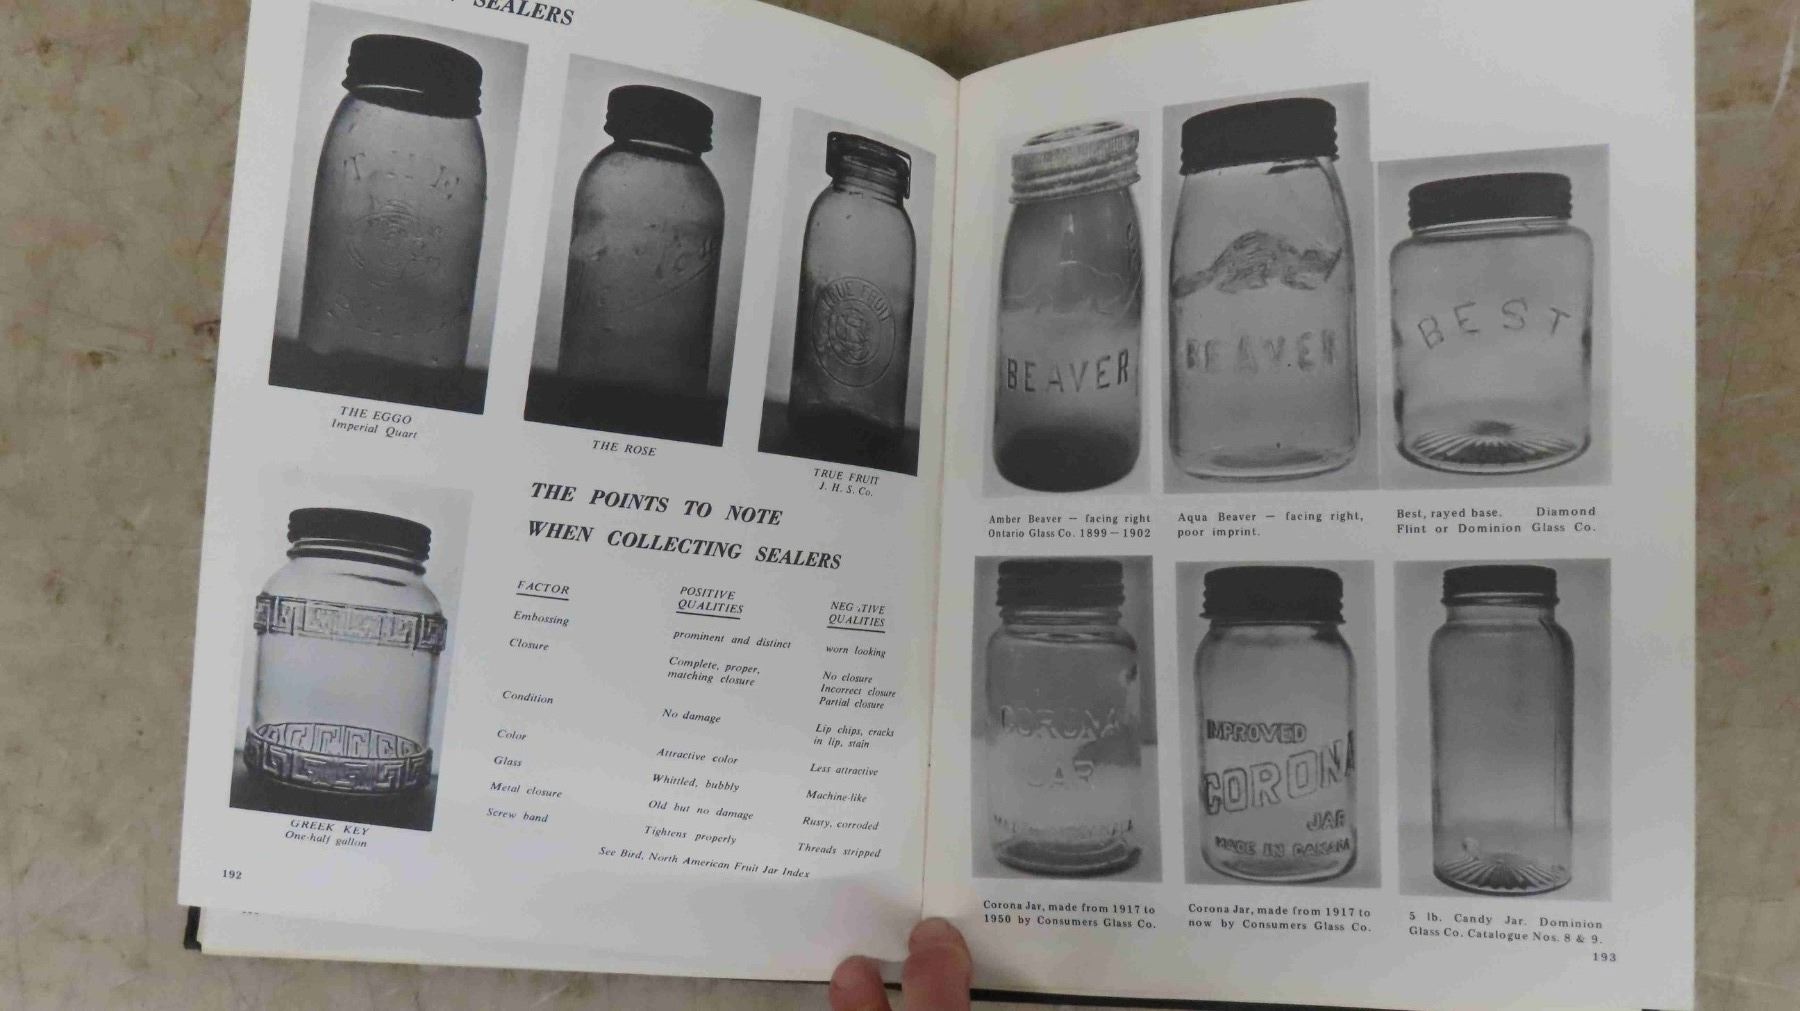 SEALERS
THE EGGO
Imperial Quart
THE ROSE
TRUE FRUIT
TRUE FRUIT
J. H. S. Co.
GREEK KEY
One-half gallon
THE POINTS TO NOTE
WHEN COLLECTING SEALERS
FACTOR
POSITIVE
QUALITIES
NEG .TIVE
QUALITIES
Embossing
prominent and distinct
worn looking
Closure
Complete, proper,
matching closure
No closure
Incorrect closure
Partial closure
Condition
No damage
Lip chips, cracks
in lip, stain
Color
Attractive color
Less attractive
Glass
Whittled, bubbly
Machine-like
Metal closure
Old but no damage
Rusty, corroded
Screw band
Tightens properly
Threads stripped
See Bird, North American Fruit Jar Index
192
BEAVER
BEAVER
BEST
Amber Beaver — facing right
Ontario Glass Co. 1899 — 1902
Aqua Beaver — facing right,
poor imprint.
Best, rayed base. Diamond
Flint or Dominion Glass Co.
CORONA
JAR
IMPROVED
CORONA
JAR
MADE IN CANADA
Corona Jar, made from 1917 to
1950 by Consumers Glass Co.
Corona Jar, made from 1917 to
now by Consumers Glass Co.
5 lb. Candy Jar. Dominion
Glass Co. Catalogue Nos. 8 & 9.
193